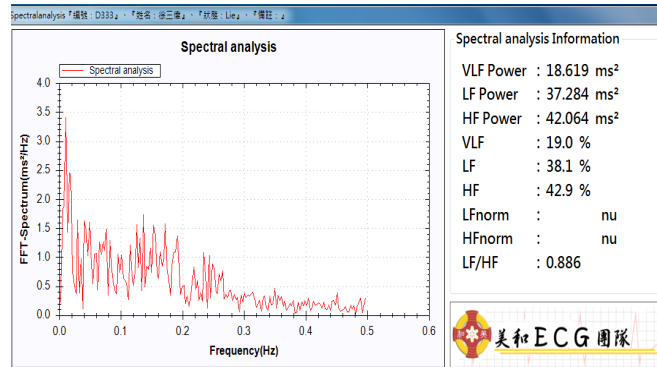 Spectralanalysis『編號：D333』、『姓名：徐三偉』、『狀態：Lie』、『備註：』
Spectral analysis
Spectral analysis
FFT-Spectrum(ms²/Hz)
4.0
3.5
3.0
2.5
2.0
1.5
1.0
0.5
0.0
0.0 0.1 0.2 0.3 0.4 0.5 0.6
Frequency(Hz)
Spectral analysis Information
VLF Power : 18.619 ms²
LF Power : 37.284 ms²
HF Power : 42.064 ms²
VLF : 19.0 %
LF : 38.1 %
HF : 42.9 %
LFnorm : nu
HFnorm : nu
LF/HF : 0.886
美和ECG團隊